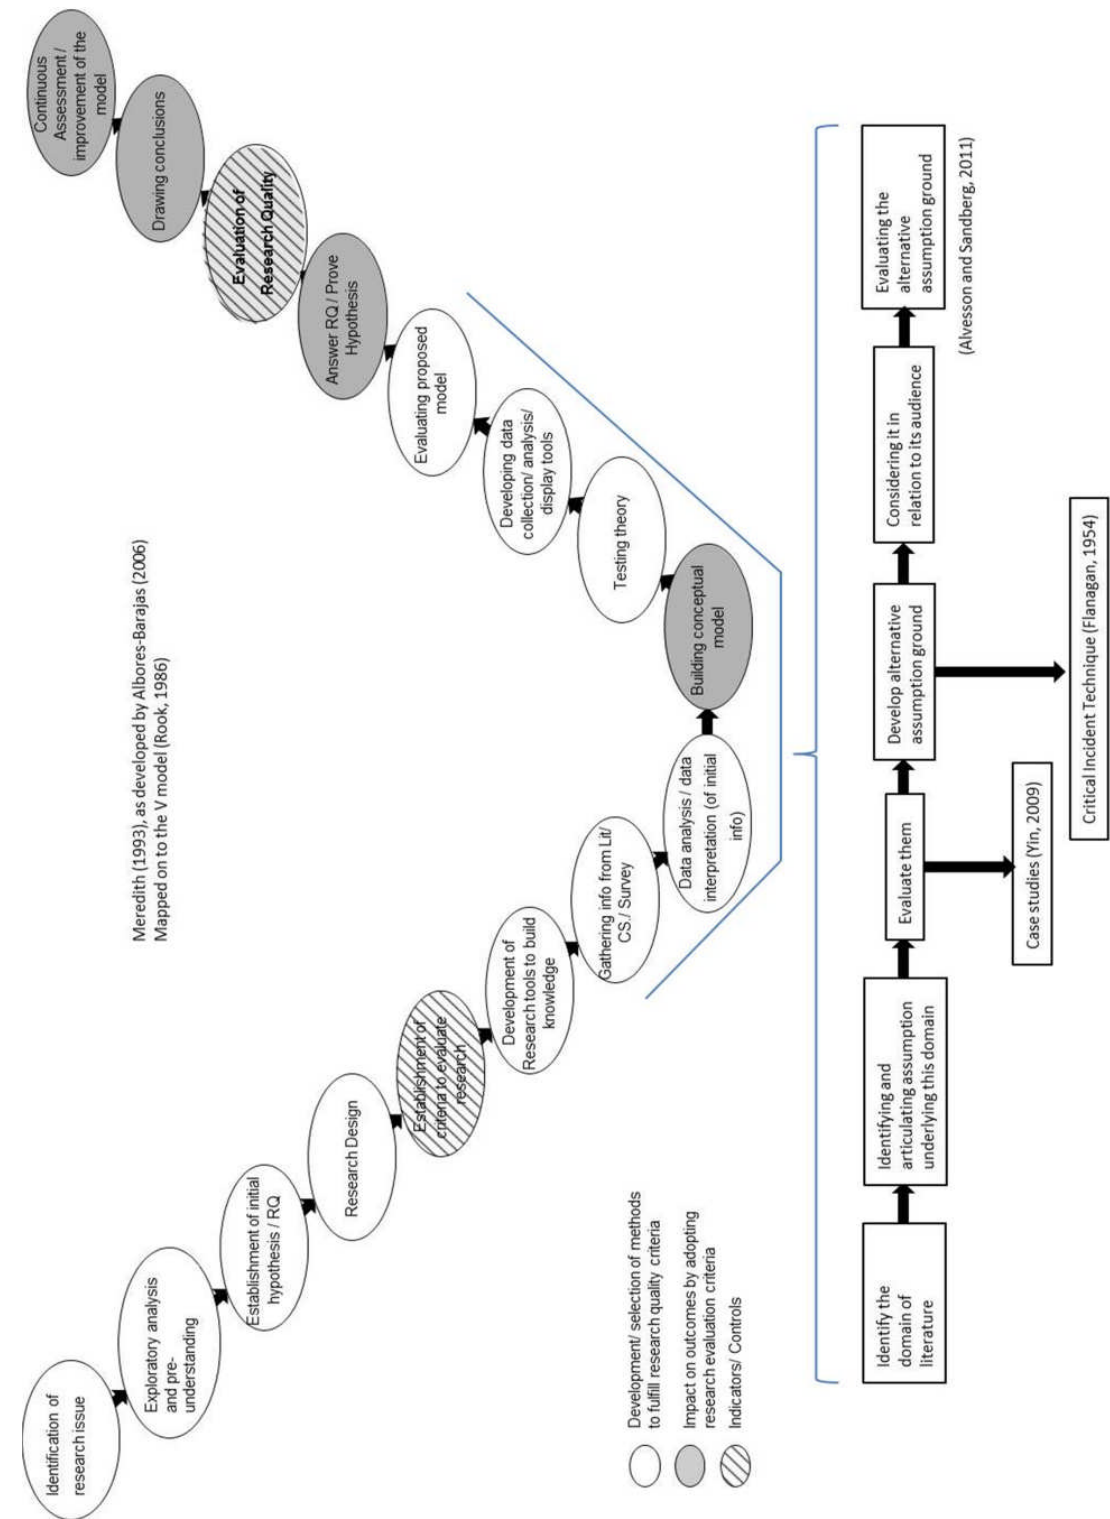 Meredith (1993), as developed by Albores-Barajas (2006)
Mapped on to the V model (Rook, 1986)
Identification of
research issue
Exploratory analysis
and pre-
understanding
Establishment of initial
hypothesis / RQ
Research Design
Establishment of
criteria to evaluate
research
Development of
Research tools to build
knowledge
Gathering info from Lit/
CS./ Survey
Data analysis / data
interpretation (of initial
info)
Building conceptual
model
Testing theory
Developing data
collection/ analysis/
display tools
Evaluating proposed
model
Answer RQ / Prove
Hypothesis
Evaluation of
Research Quality
Drawing conclusions
Continuous
Assessment /
improvement of the
model
Development/ selection of methods
to fulfill research quality criteria
Impact on outcomes by adopting
research evaluation criteria
Indicators/ Controls
Identify the
domain of
literature
Identifying and
articulating assumption
underlying this domain
Evaluate them
Develop alternative
assumption ground
Considering it in
relation to its audience
Evaluating the
alternative
assumption ground
(Alvesson and Sandberg, 2011)
Case studies (Yin, 2009)
Critical Incident Technique (Flanagan, 1954)